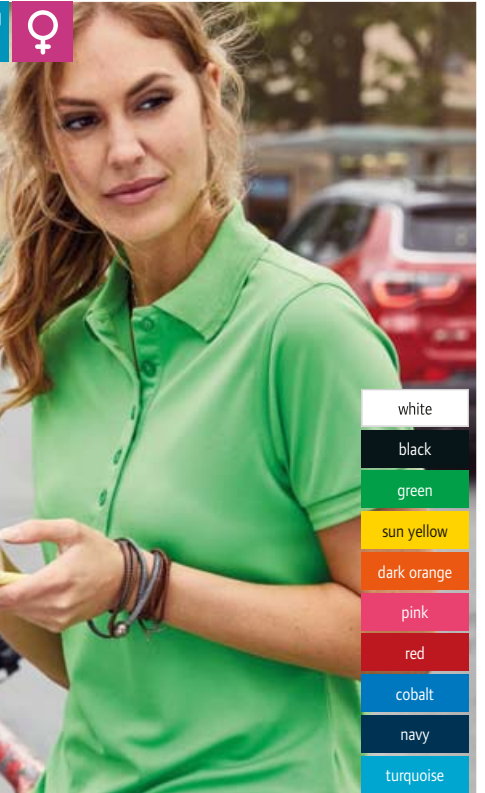 white
black
green
sun yellow
dark orange
pink
red
cobalt
navy
turquoise